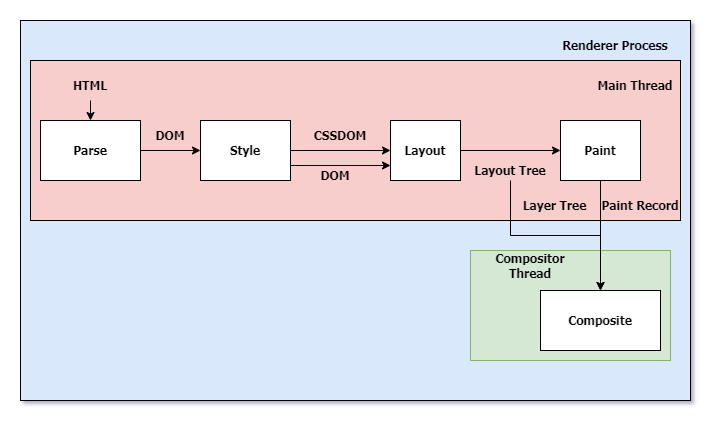 Renderer Process
HTML
Main Thread
Parse
DOM
Style
CSSDOM
DOM
Layout
Layout Tree
Paint
Layer Tree
Paint Record
Compositor
Thread
Composite